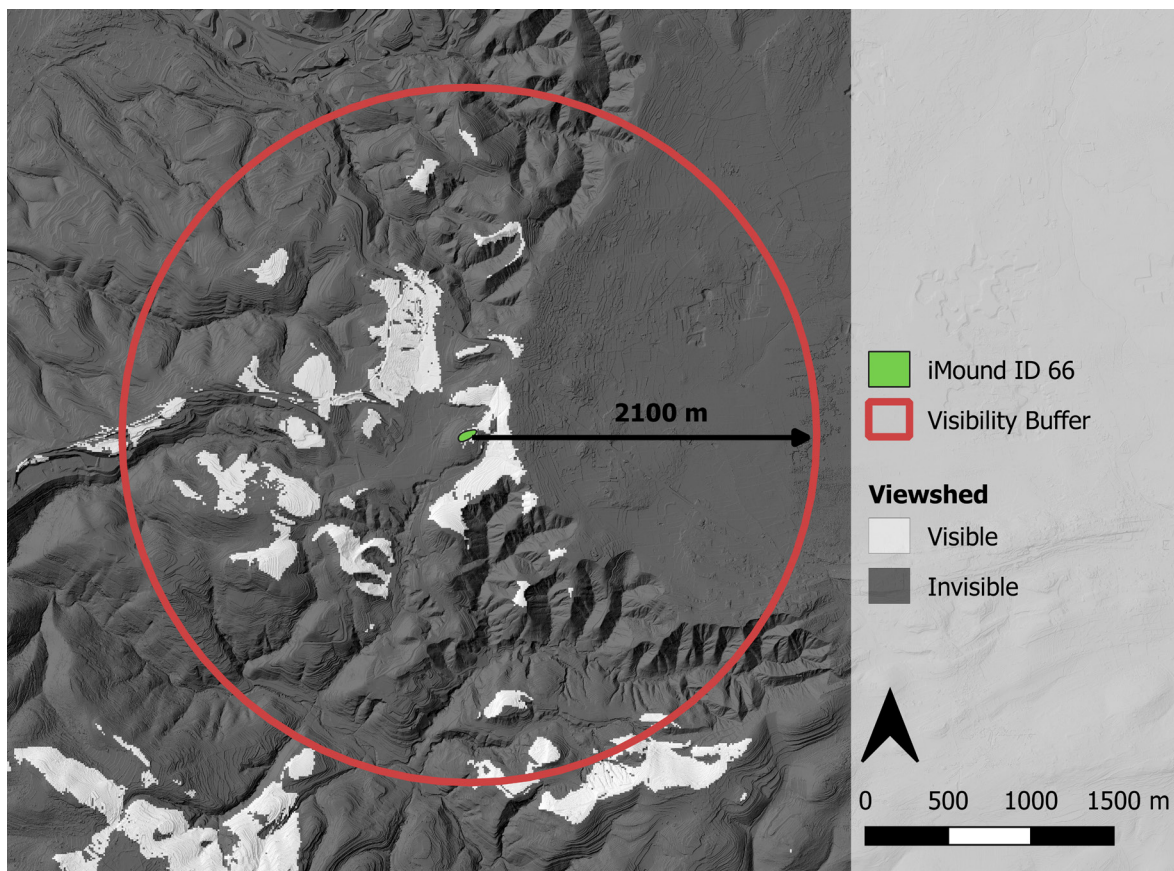 2100 m
iMound ID 66
Visibility Buffer
Viewshed
Visible
Invisible
0 500 1000 1500 m